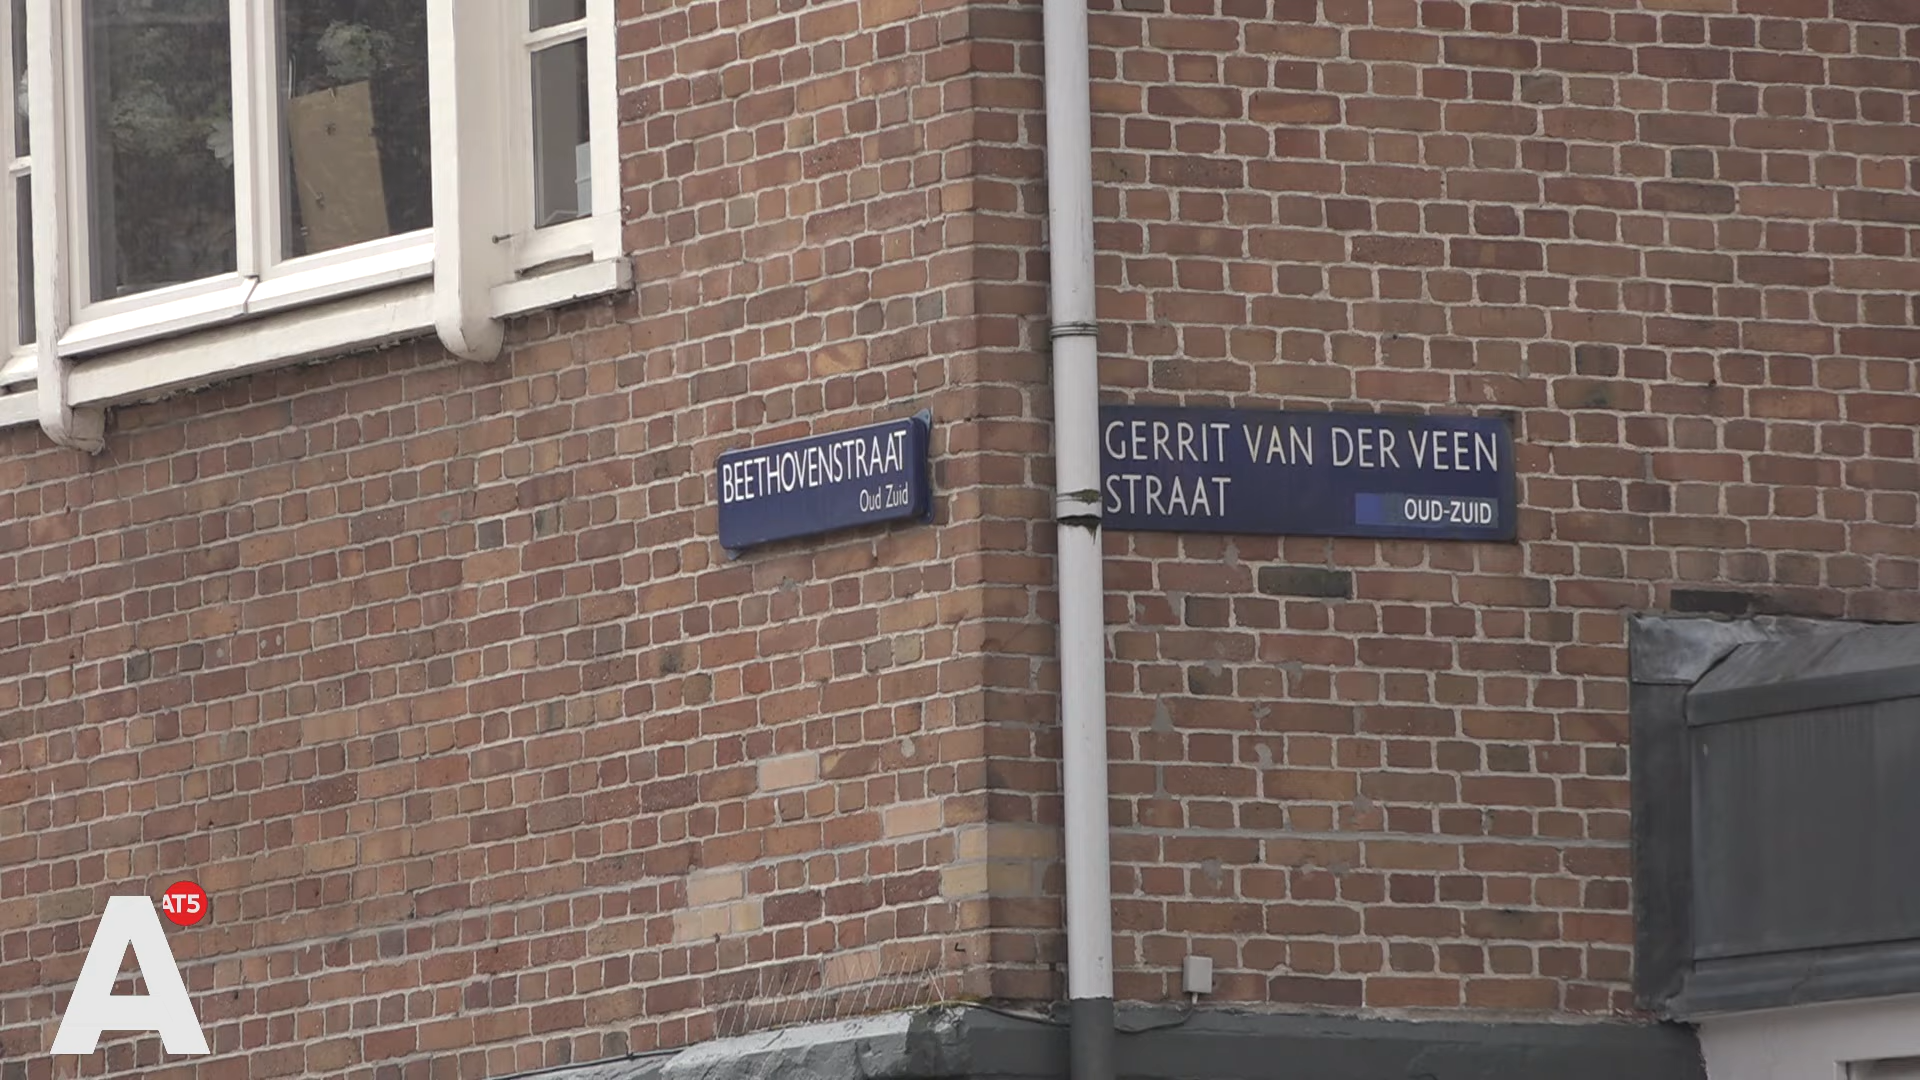 BEETHOVENSTRAAT
Oud Zuid
GERRIT VAN DER VEEN
STRAAT
OUD-ZUID
A
AT5